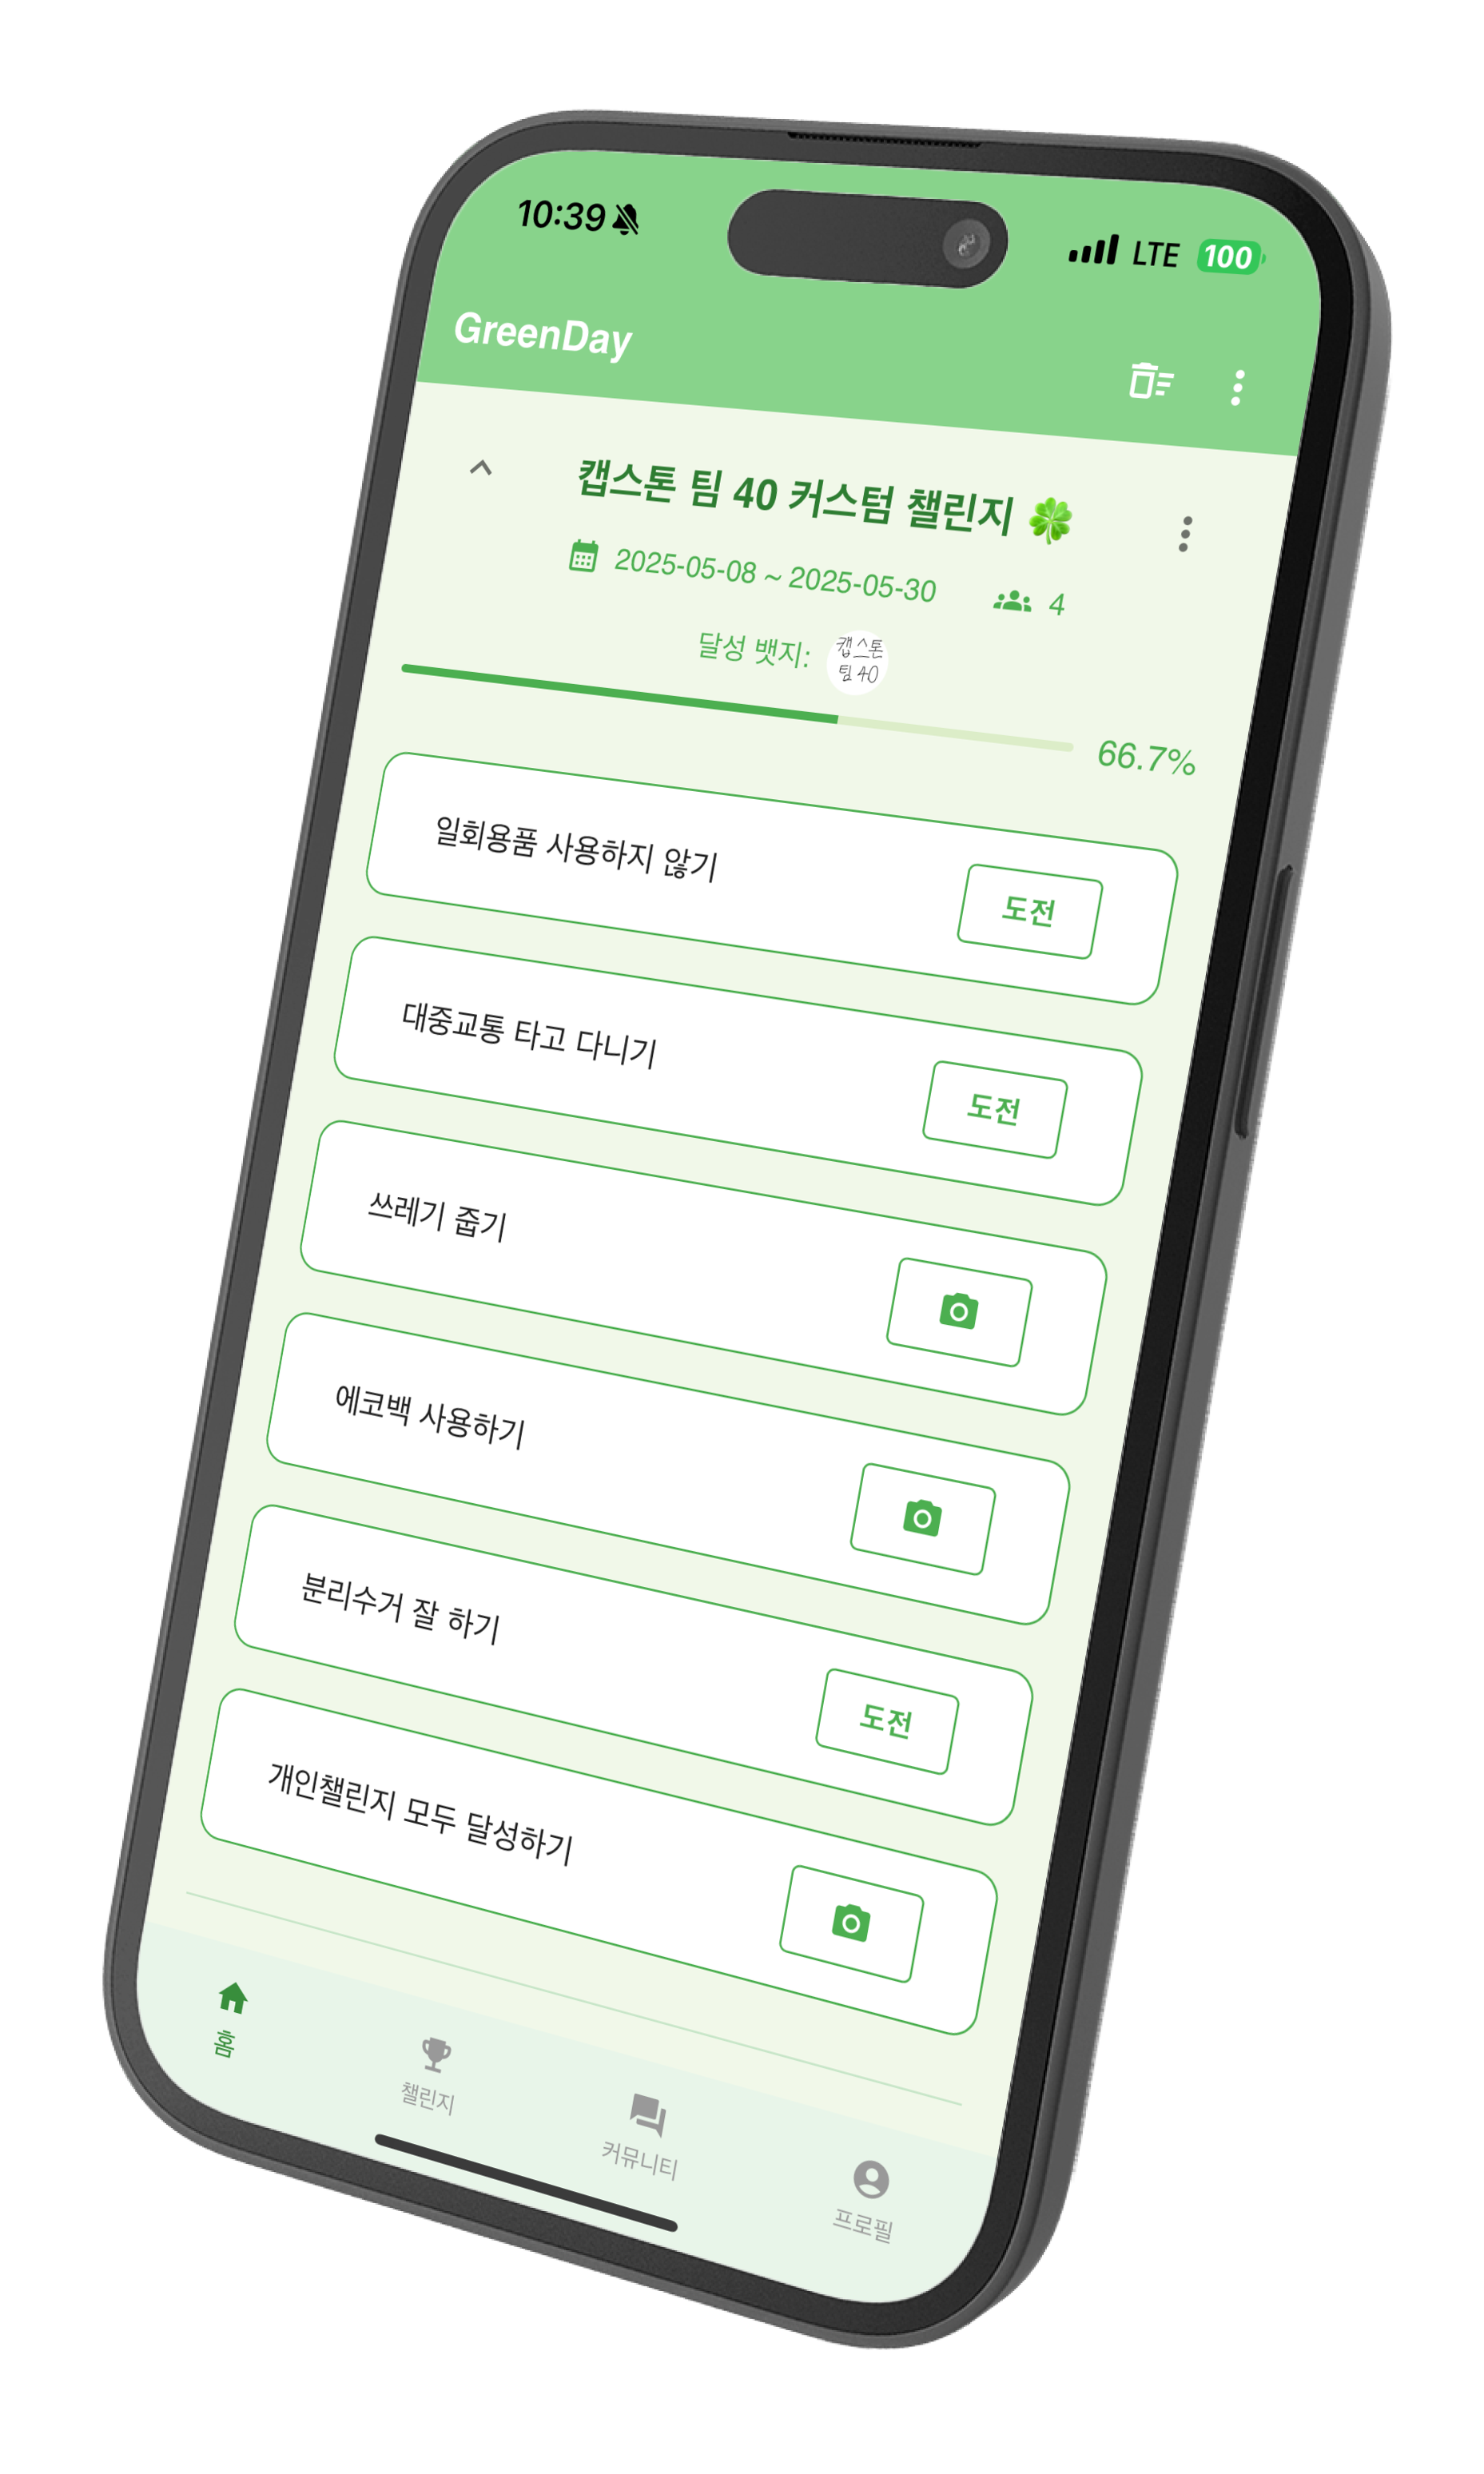 10:39 LTE 100
GreenDay
캡스톤 팀 40 커스텀 챌린지 🍀
2025-05-08 ~ 2025-05-30 4
달성 뱃지: 캡스톤
팀 40
66.7%
일회용품 사용하지 않기 도전
대중교통 타고 다니기 도전
쓰레기 줍기
에코백 사용하기
분리수거 잘 하기 도전
개인챌린지 모두 달성하기
홈 챌린지 커뮤니티 프로필